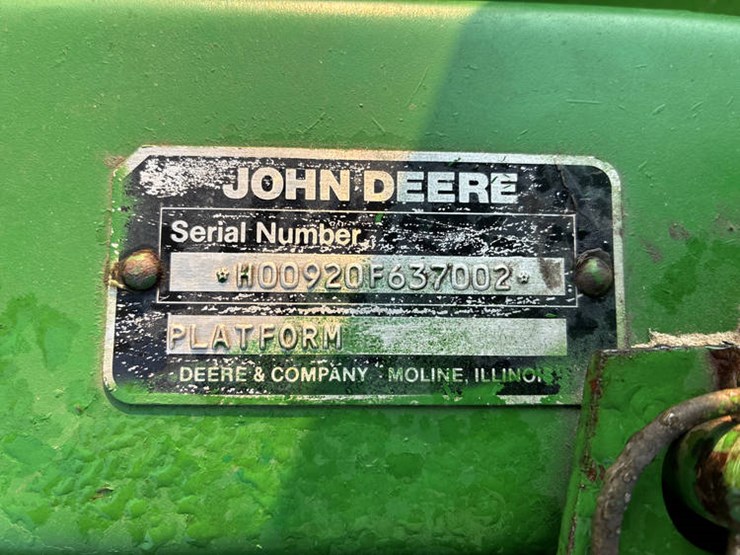 JOHN DEERE
Serial Number
*H00920F637002*
PLATFORM
DEERE & COMPANY MOLINE, ILLINOIS